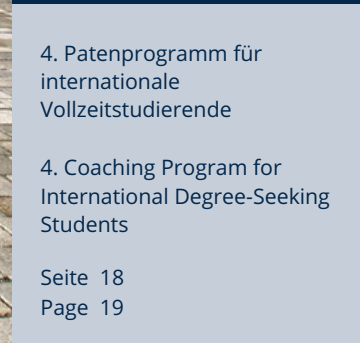 4. Patenprogramm für
internationale
Vollzeitstudierende
4. Coaching Program for
International Degree-Seeking
Students
Seite 18
Page 19